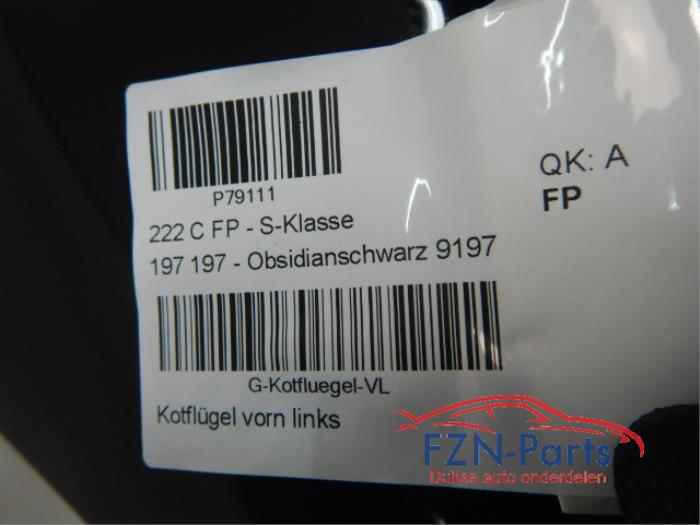 P79111
QK: A
FP
222 C FP - S-Klasse
197 197 - Obsidianschwarz 9197
G-Kotfluegel-VL
Kotflügel vorn links
FZN-Parts
Duitse auto onderdelen